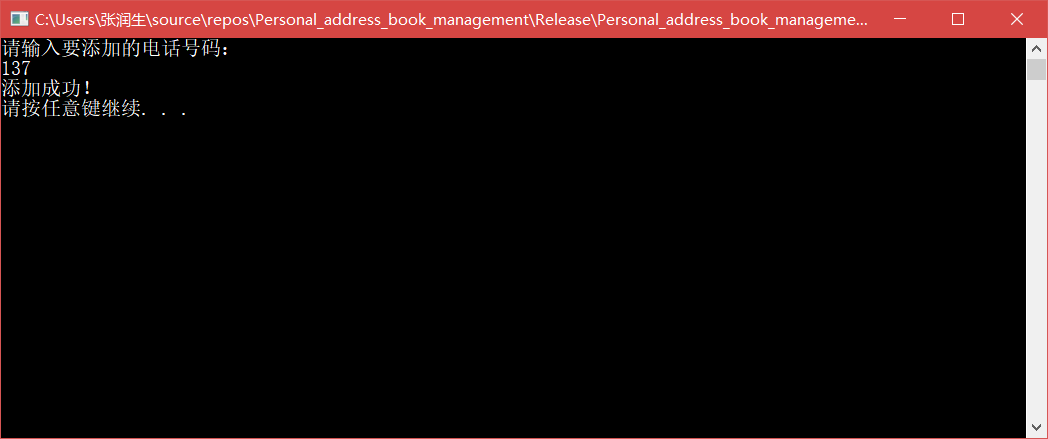 C:\Users\张润生\source\repos\Personal_address_book_management\Release\Personal_address_book_manageme...
请输入要添加的电话号码：
137
添加成功！
请按任意键继续. . .